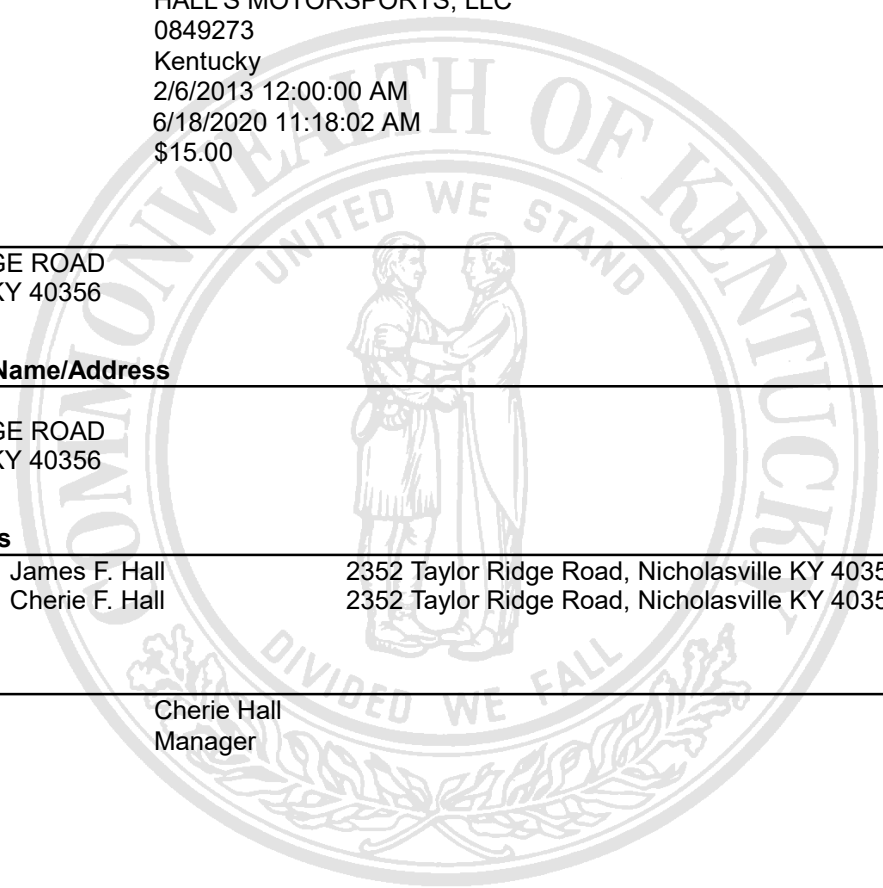 HALL'S MOTORSPORTS, LLC
0849273
Kentucky
2/6/2013 12:00:00 AM
6/18/2020 11:18:02 AM
$15.00
GE ROAD
KY 40356
Name/Address
GE ROAD
KY 40356
s
James F. Hall 2352 Taylor Ridge Road, Nicholasville KY 4035
Cherie F. Hall 2352 Taylor Ridge Road, Nicholasville KY 4035
Cherie Hall
Manager
COMMONWEALTH OF KENTUCKY
UNITED WE STAND
DIVIDED WE FALL